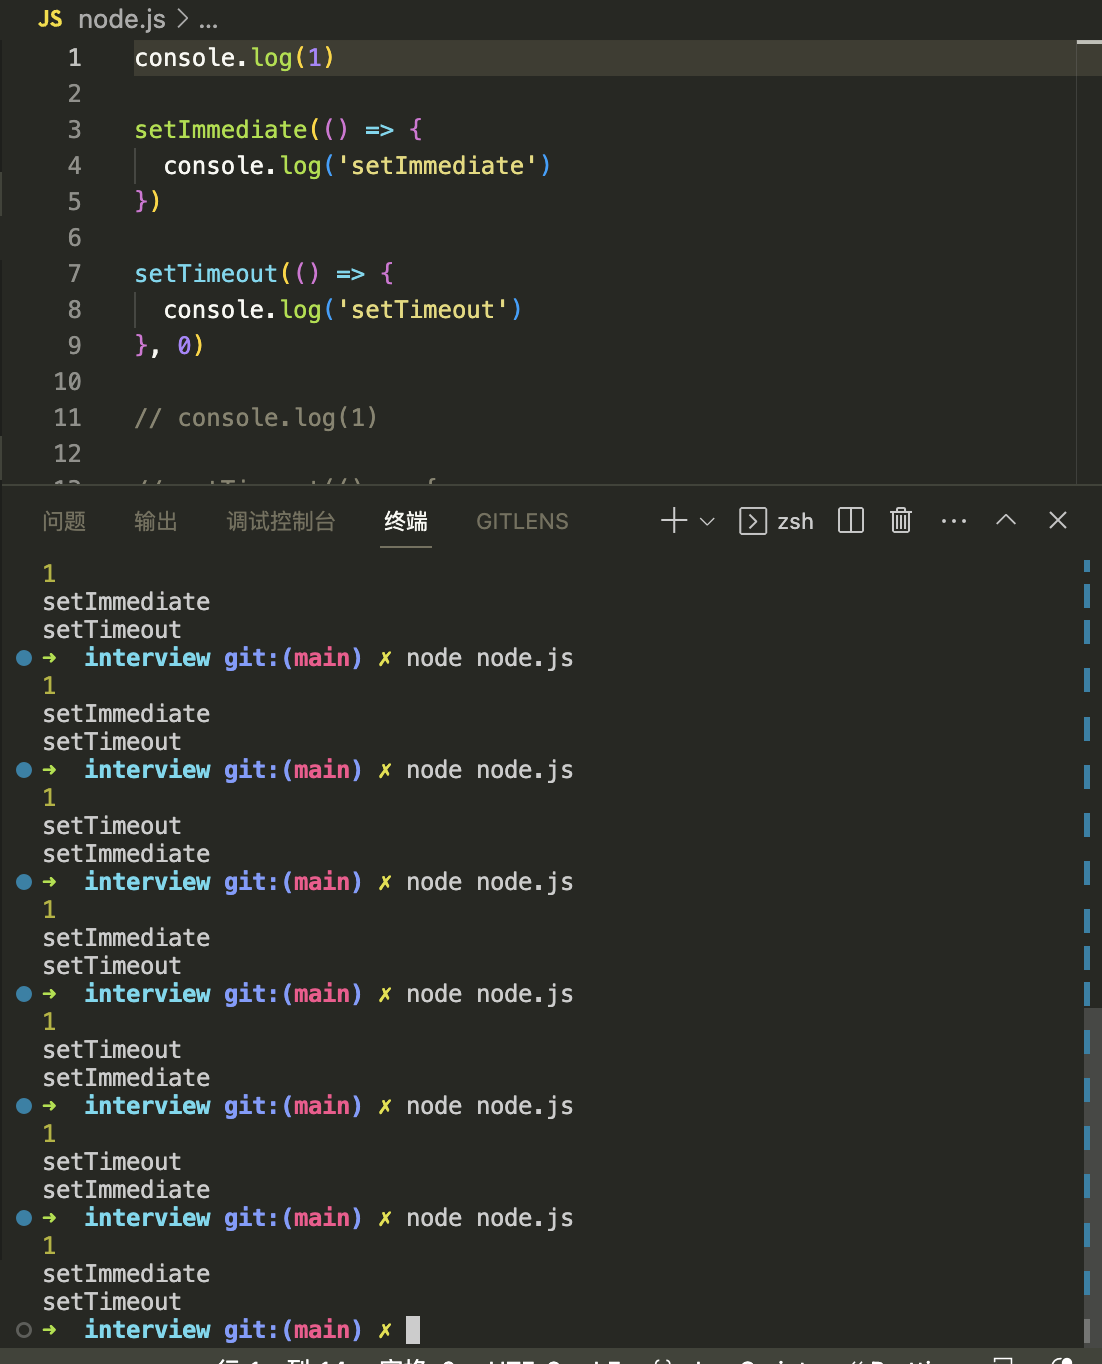 JS node.js > ...
1 console.log(1)
2
3 setImmediate(() => {
4 console.log('setImmediate')
5 })
6
7 setTimeout(() => {
8 console.log('setTimeout')
9 }, 0)
10
11 // console.log(1)
12
问题 输出 调试控制台 终端 GITLENS zsh
1
setImmediate
setTimeout
➜ interview git:(main) ✗ node node.js
1
setImmediate
setTimeout
➜ interview git:(main) ✗ node node.js
1
setTimeout
setImmediate
➜ interview git:(main) ✗ node node.js
1
setImmediate
setTimeout
➜ interview git:(main) ✗ node node.js
1
setTimeout
setImmediate
➜ interview git:(main) ✗ node node.js
1
setTimeout
setImmediate
➜ interview git:(main) ✗ node node.js
1
setImmediate
setTimeout
➜ interview git:(main) ✗